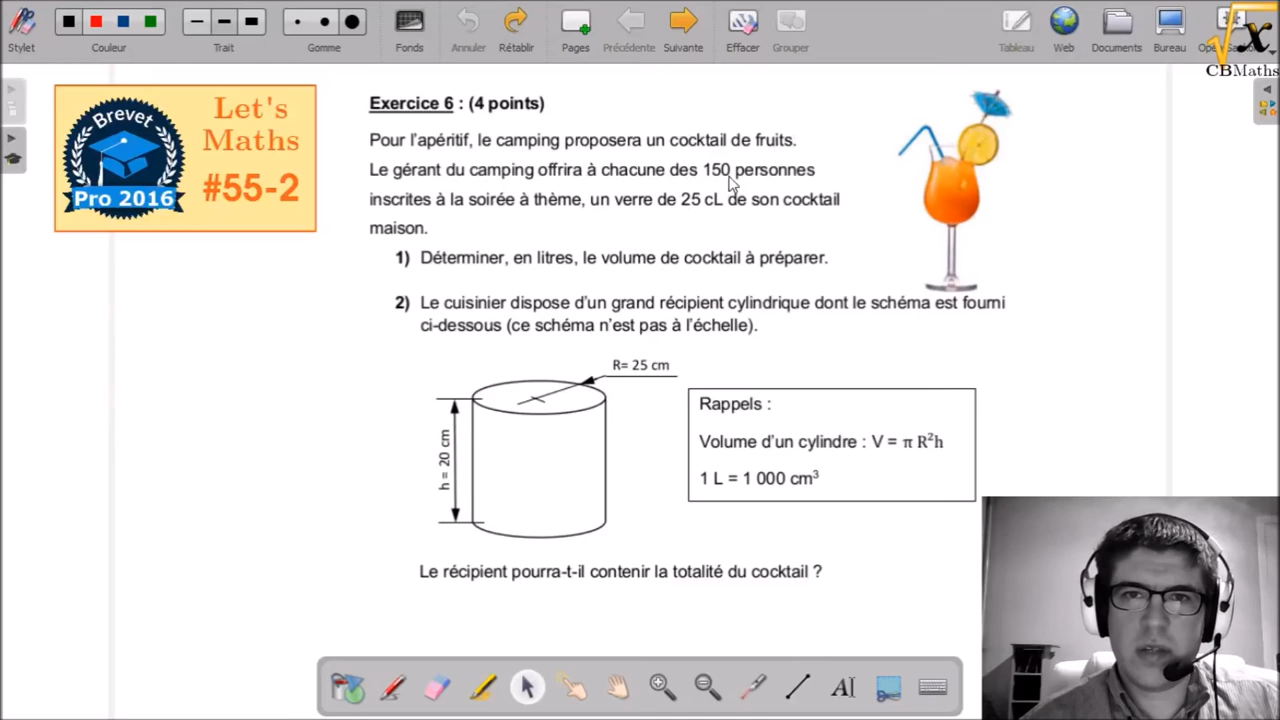 Stylet
Couleur
Trait
Gomme
Fonds
Annuler
Rétablir
Pages
Précédente
Suivante
Effacer
Grouper
Tableau
Web
Documents
Bureau
x
CBMaths
Brevet
Pro 2016
Let's
Maths
#55-2
Exercice 6 : (4 points)
Pour l'apéritif, le camping proposera un cocktail de fruits.
Le gérant du camping offrira à chacune des 150 personnes
inscrites à la soirée à thème, un verre de 25 cL de son cocktail
maison.
1) Déterminer, en litres, le volume de cocktail à préparer.
2) Le cuisinier dispose d'un grand récipient cylindrique dont le schéma est fourni
ci-dessous (ce schéma n'est pas à l'échelle).
R= 25 cm
h = 20 cm
Rappels :
Volume d'un cylindre : V = π R²h
1 L = 1 000 cm³
Le récipient pourra-t-il contenir la totalité du cocktail ?
AI